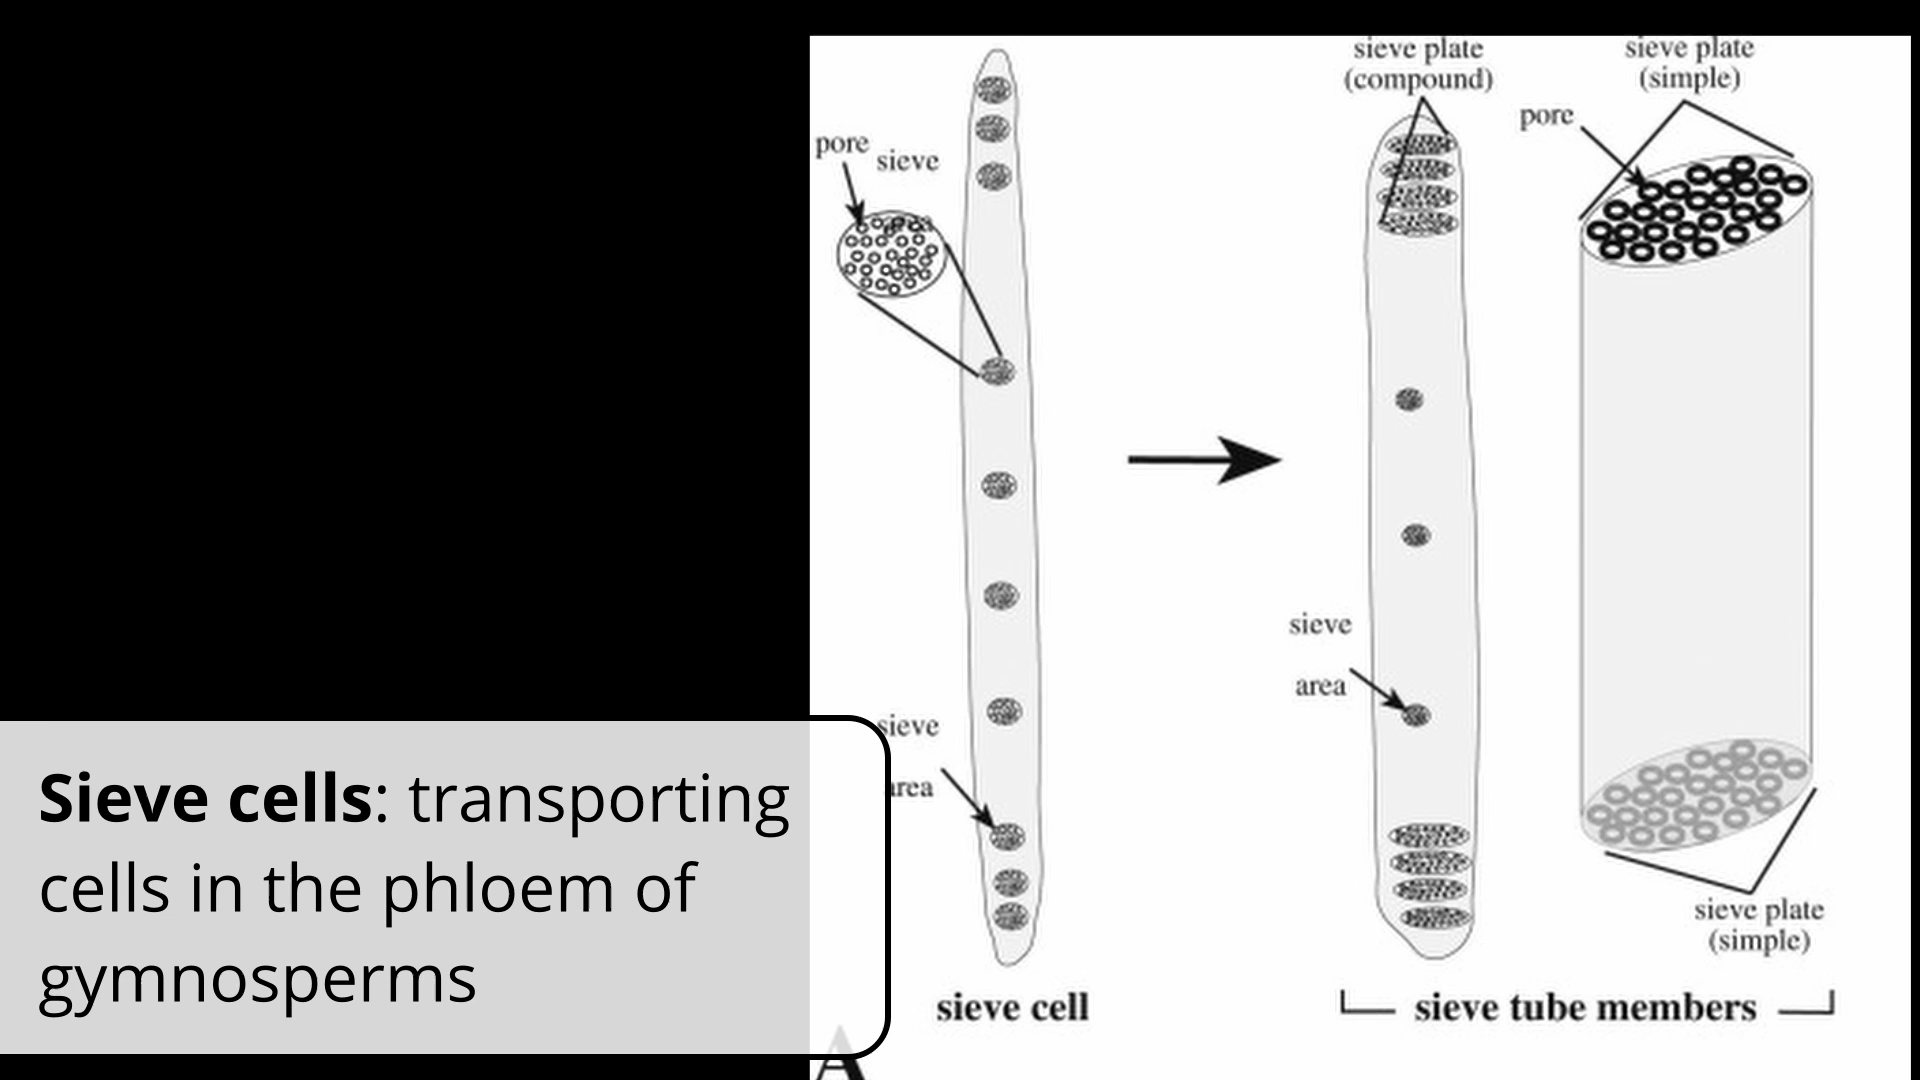 sieve plate
(compound)
sieve plate
(simple)
pore
pore
sieve
area
sieve
area
sieve
area
sieve plate
(simple)
sieve cell
sieve tube members
A
Sieve cells: transporting
cells in the phloem of
gymnosperms